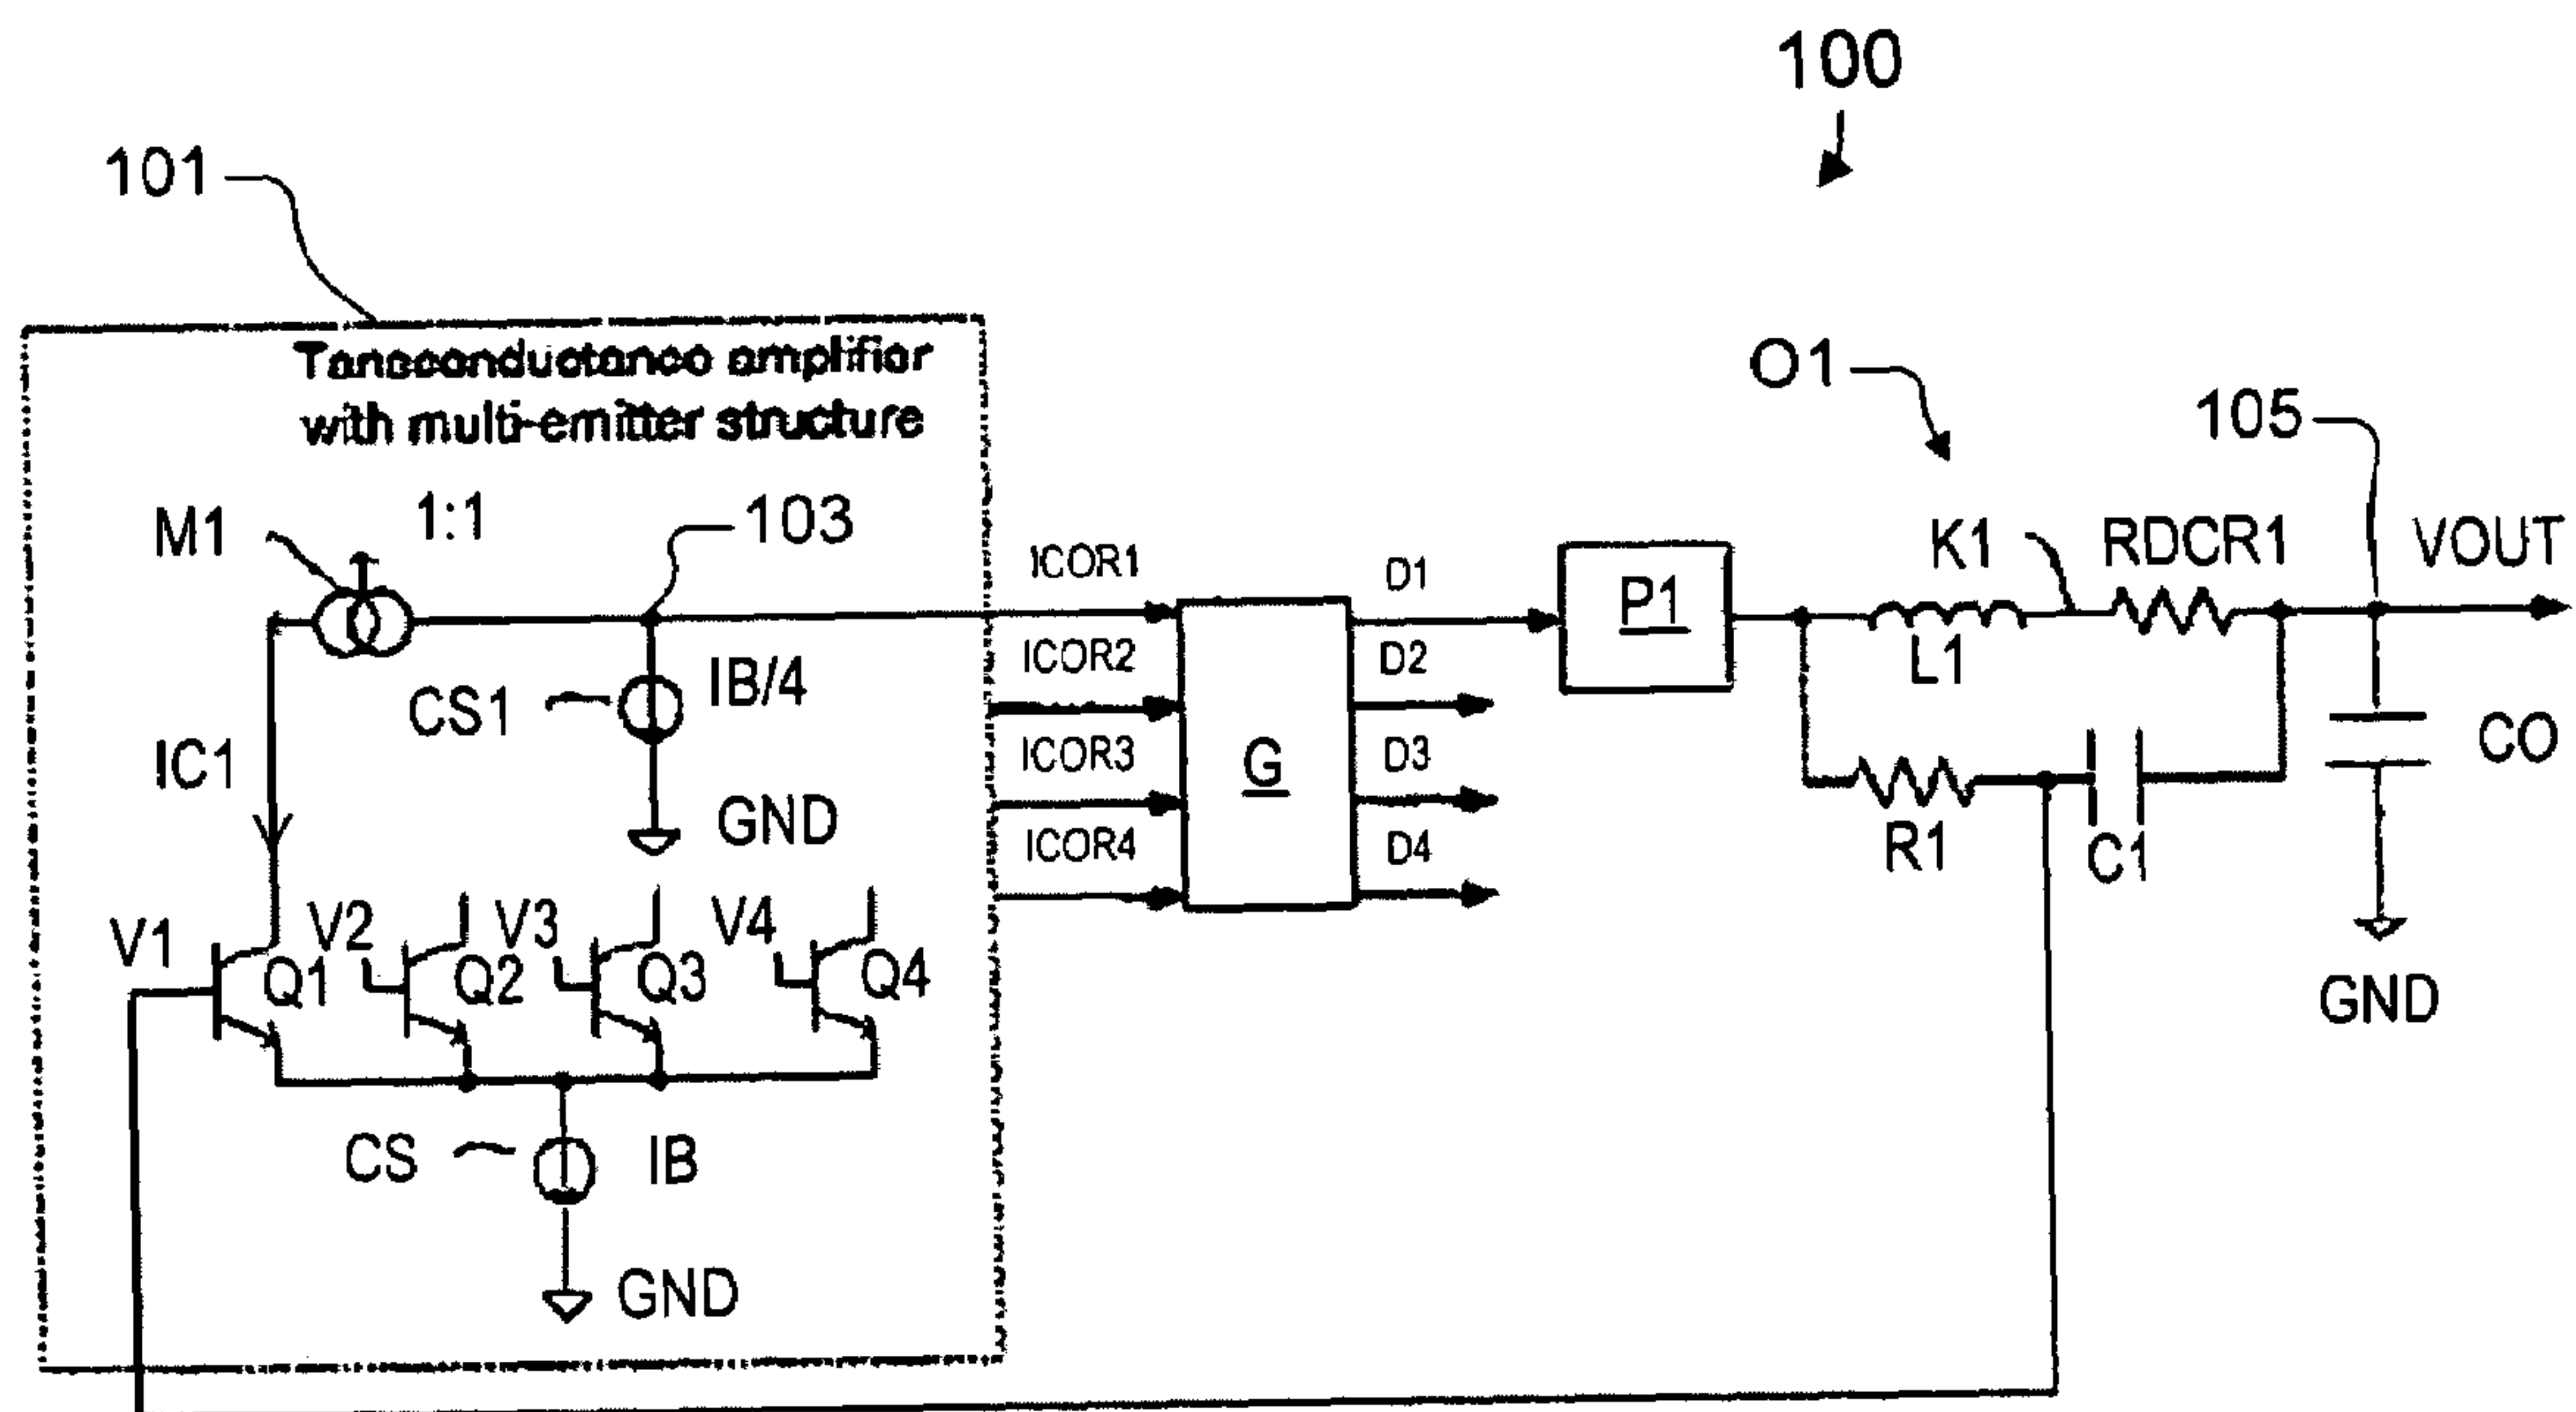 100
101
Tansconductance amplifier
with multi-emitter structure
O1
105
M1
1:1
103
ICOR1
D1
P1
K1
RDCR1
VOUT
ICOR2
D2
L1
CS1
IB/4
IC1
ICOR3
G
D3
CO
GND
ICOR4
D4
R1
C1
V1
V2
V3
V4
Q1
Q2
Q3
Q4
GND
CS
IB
GND